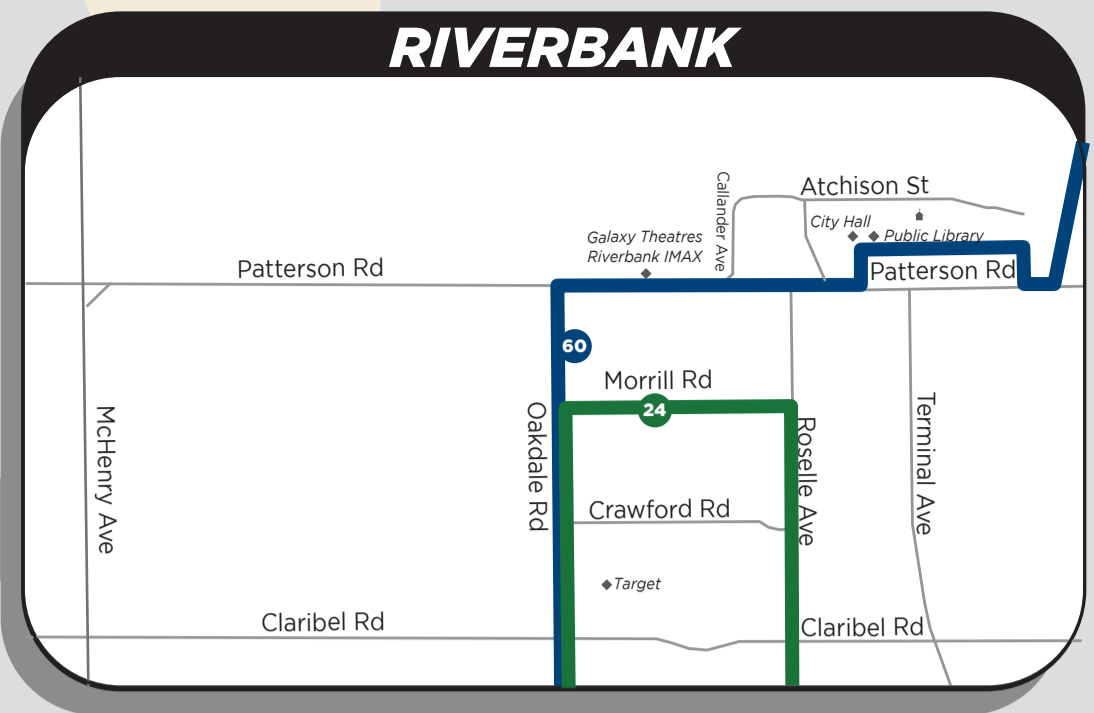 RIVERBANK
Callander Ave
Atchison St
City Hall
Public Library
Galaxy Theatres
Riverbank IMAX
Patterson Rd
Patterson Rd
60
Morrill Rd
24
McHenry Ave
Oakdale Rd
Roselle Ave
Terminal Ave
Crawford Rd
Target
Claribel Rd
Claribel Rd